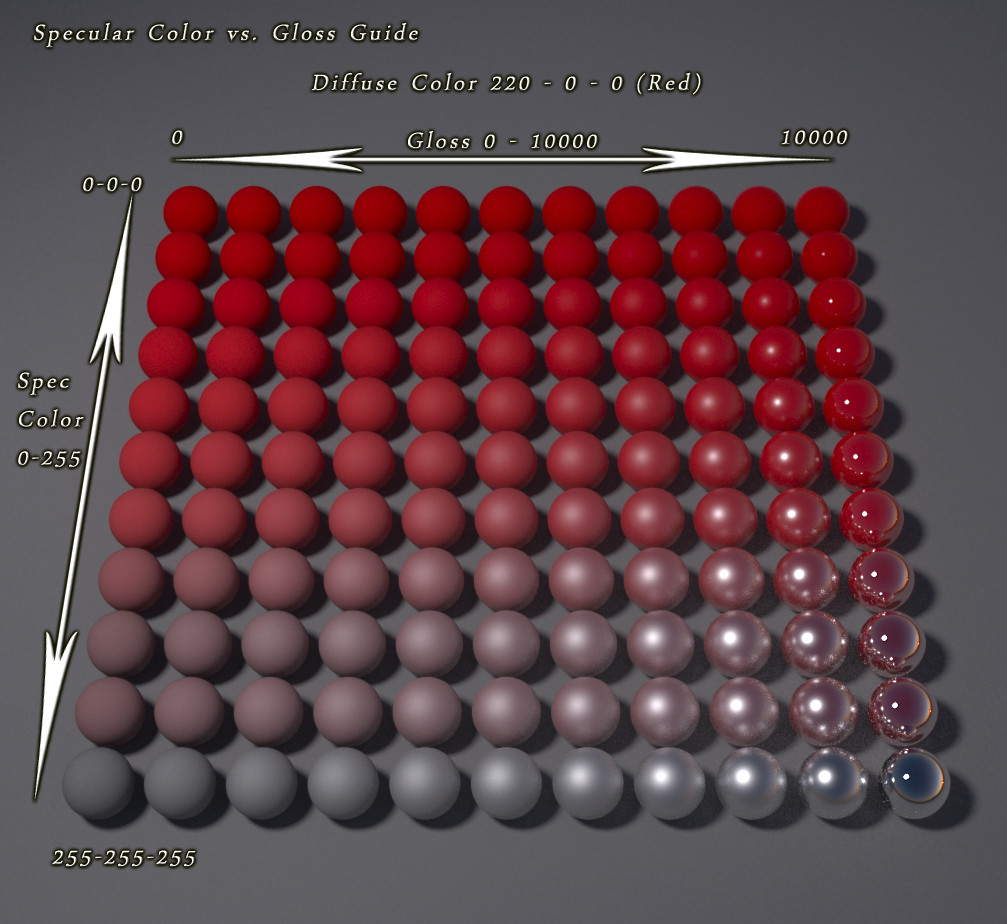 Specular Color vs. Gloss Guide
Diffuse Color 220 - 0 - 0 (Red)
0
Gloss 0 - 10000
10000
0-0-0
Spec
Color
0-255
255-255-255